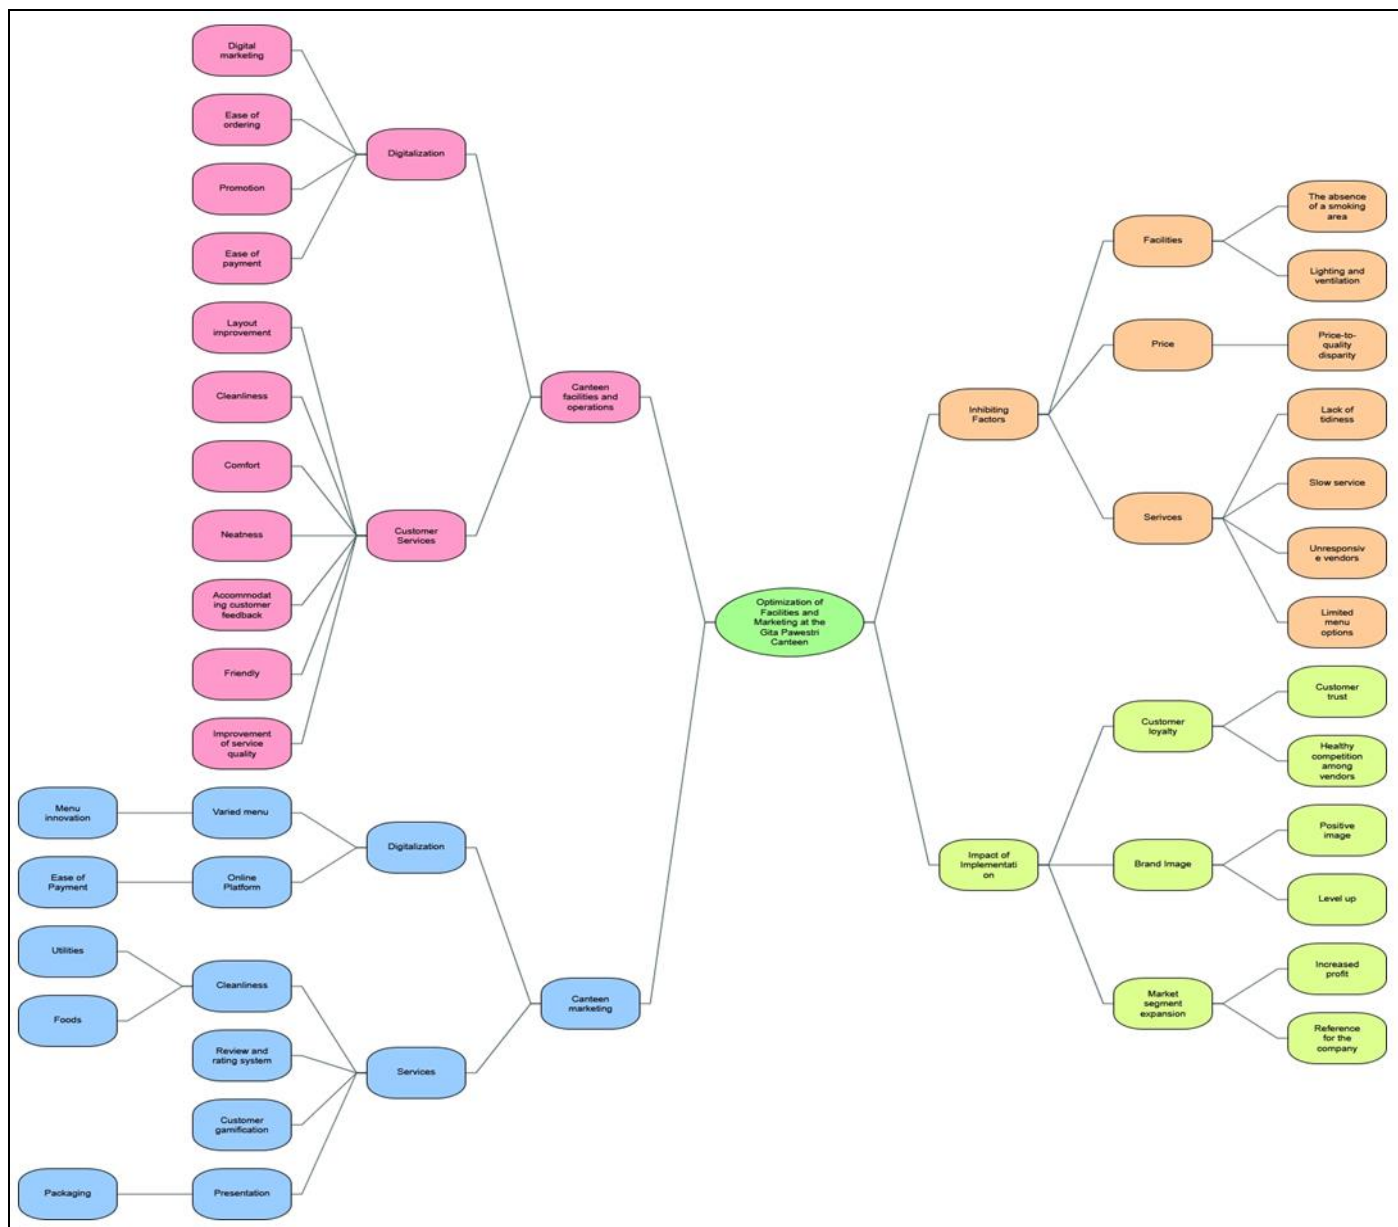 Digital
marketing
Ease of
ordering
Promotion
Ease of
payment
Digitalization
Layout
improvement
Cleanliness
Comfort
Neatness
Accommodat
ing customer
feedback
Friendly
Improvement
of service
quality
Customer
Services
Canteen
facilities and
operations
Menu
innovation
Varied menu
Ease of
Payment
Online
Platform
Digitalization
Utilities
Foods
Cleanliness
Review and
rating system
Customer
gamification
Packaging
Presentation
Services
Canteen
marketing
Optimization of
Facilities and
Marketing at the
Gita Pawestri
Canteen
Inhibiting
Factors
Facilities
The absence
of a smoking
area
Lighting and
ventilation
Price
Price-to-
quality
disparity
Serivces
Lack of
tidiness
Slow service
Unresponsiv
e vendors
Limited
menu
options
Impact of
Implementati
on
Customer
loyalty
Customer
trust
Healthy
competition
among
vendors
Brand Image
Positive
image
Level up
Market
segment
expansion
Increased
profit
Reference
for the
company